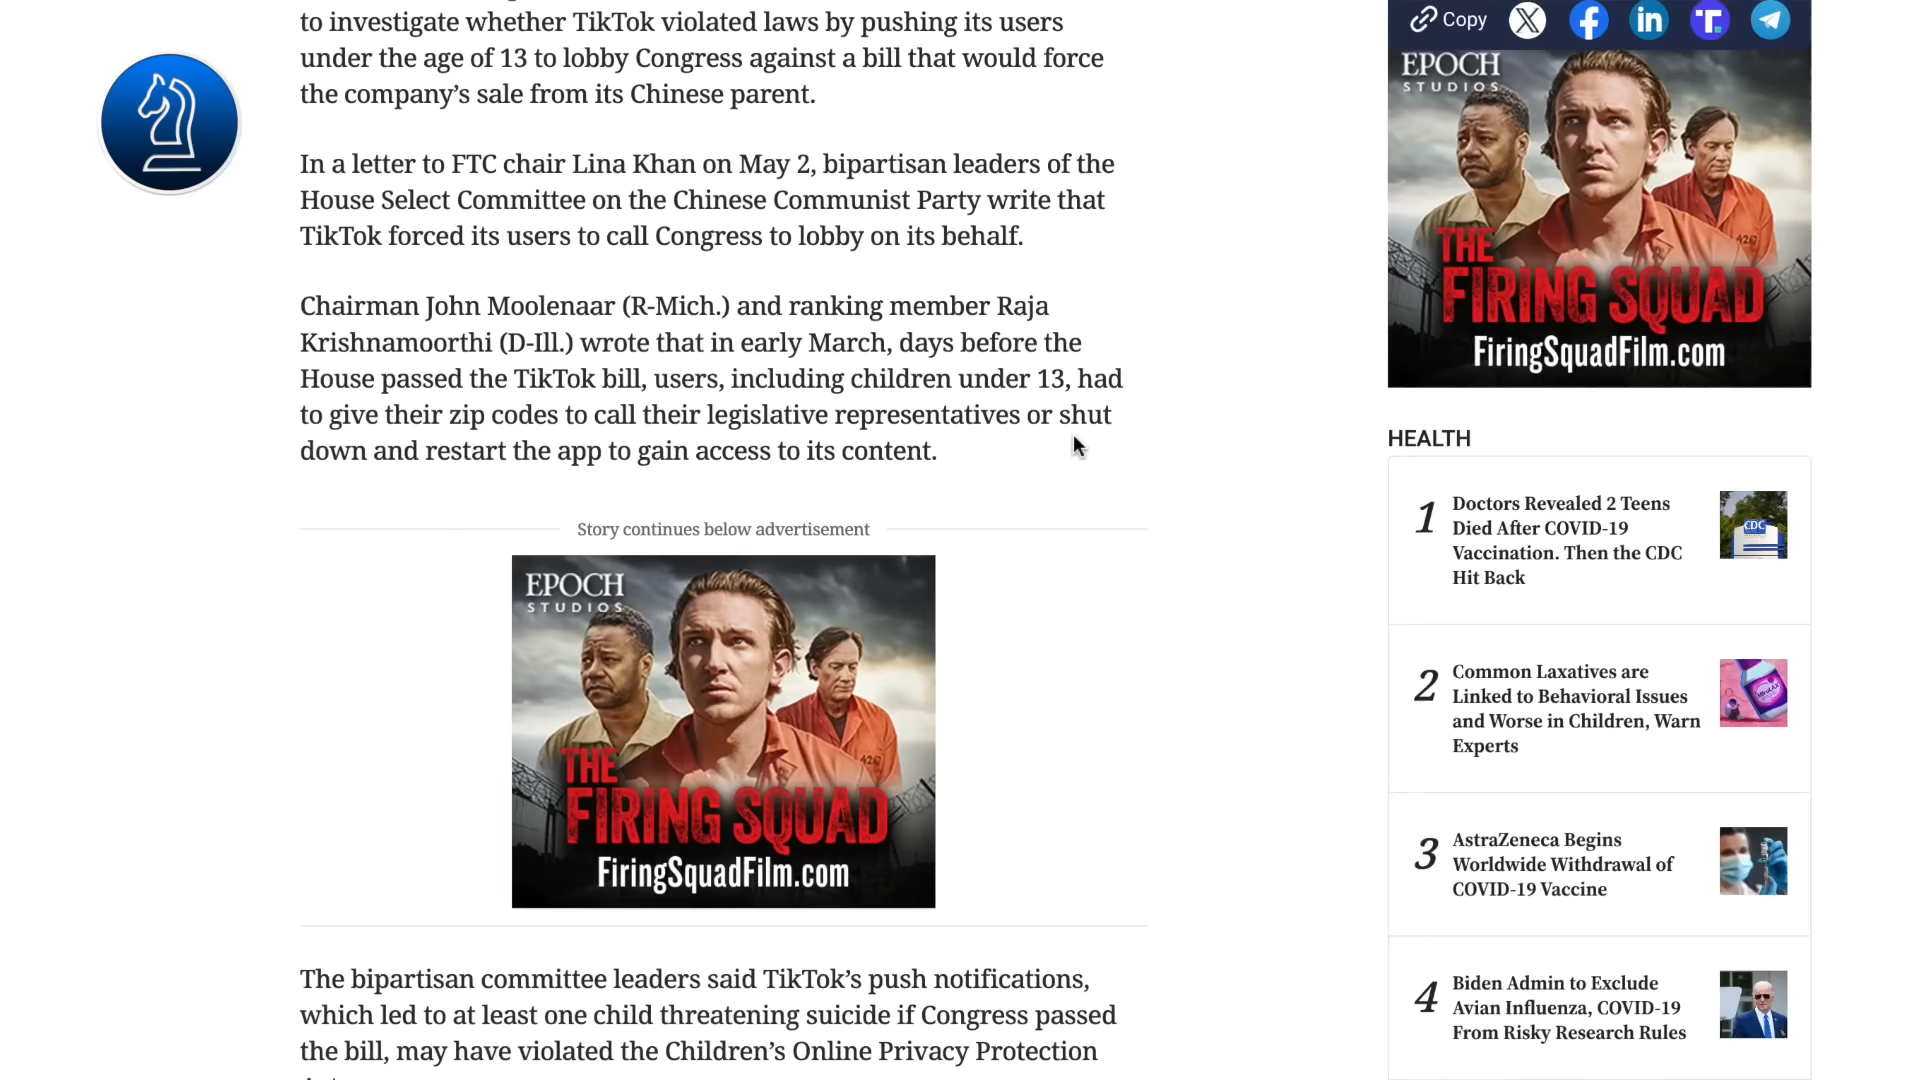 to investigate whether TikTok violated laws by pushing its users
under the age of 13 to lobby Congress against a bill that would force
the company’s sale from its Chinese parent.
In a letter to FTC chair Lina Khan on May 2, bipartisan leaders of the
House Select Committee on the Chinese Communist Party write that
TikTok forced its users to call Congress to lobby on its behalf.
Chairman John Moolenaar (R-Mich.) and ranking member Raja
Krishnamoorthi (D-Ill.) wrote that in early March, days before the
House passed the TikTok bill, users, including children under 13, had
to give their zip codes to call their legislative representatives or shut
down and restart the app to gain access to its content.
Story continues below advertisement
EPOCH
STUDIOS
4267
THE
FIRING SQUAD
FiringSquadFilm.com
The bipartisan committee leaders said TikTok’s push notifications,
which led to at least one child threatening suicide if Congress passed
the bill, may have violated the Children’s Online Privacy Protection
Copy
EPOCH
STUDIOS
4267
THE
FIRING SQUAD
FiringSquadFilm.com
HEALTH
1
Doctors Revealed 2 Teens
Died After COVID-19
Vaccination. Then the CDC
Hit Back
CDC
2
Common Laxatives are
Linked to Behavioral Issues
and Worse in Children, Warn
Experts
MiraLAX
3
AstraZeneca Begins
Worldwide Withdrawal of
COVID-19 Vaccine
4
Biden Admin to Exclude
Avian Influenza, COVID-19
From Risky Research Rules